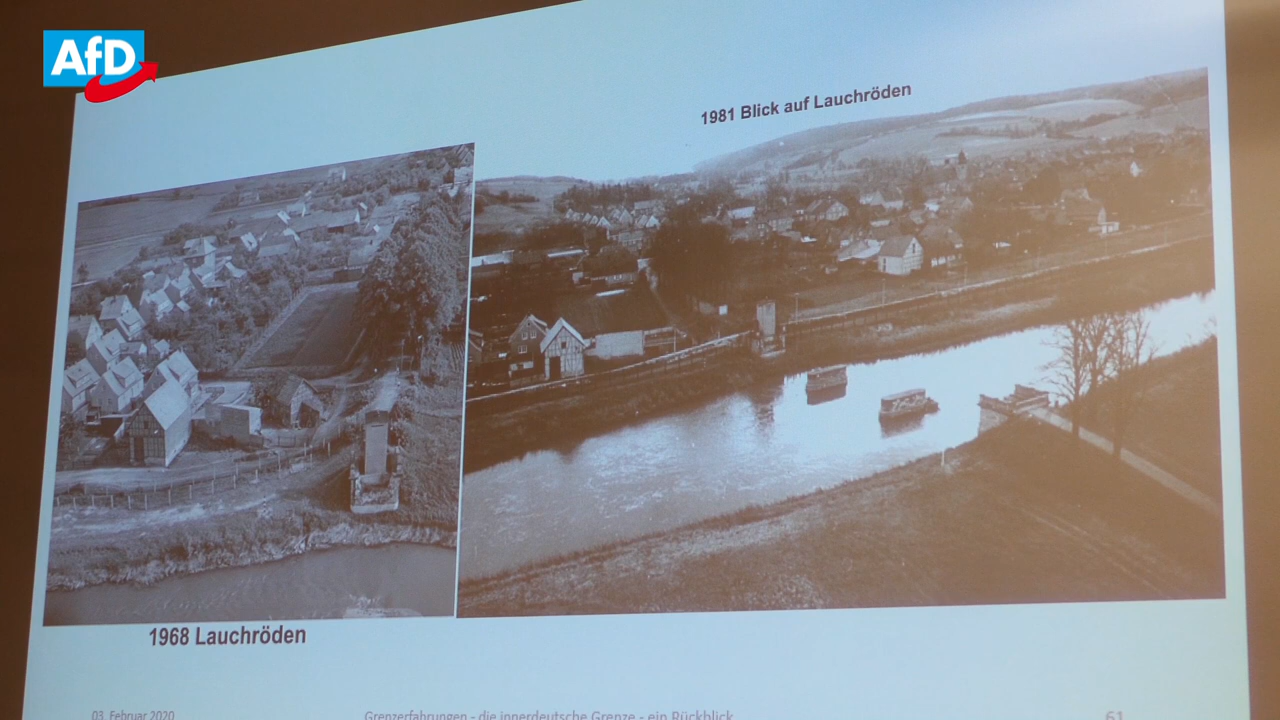 AfD
1981 Blick auf Lauchröden
1968 Lauchröden
03. Februar 2020
Grenzerfahrungen - die innerdeutsche Grenze - ein Rückblick
61